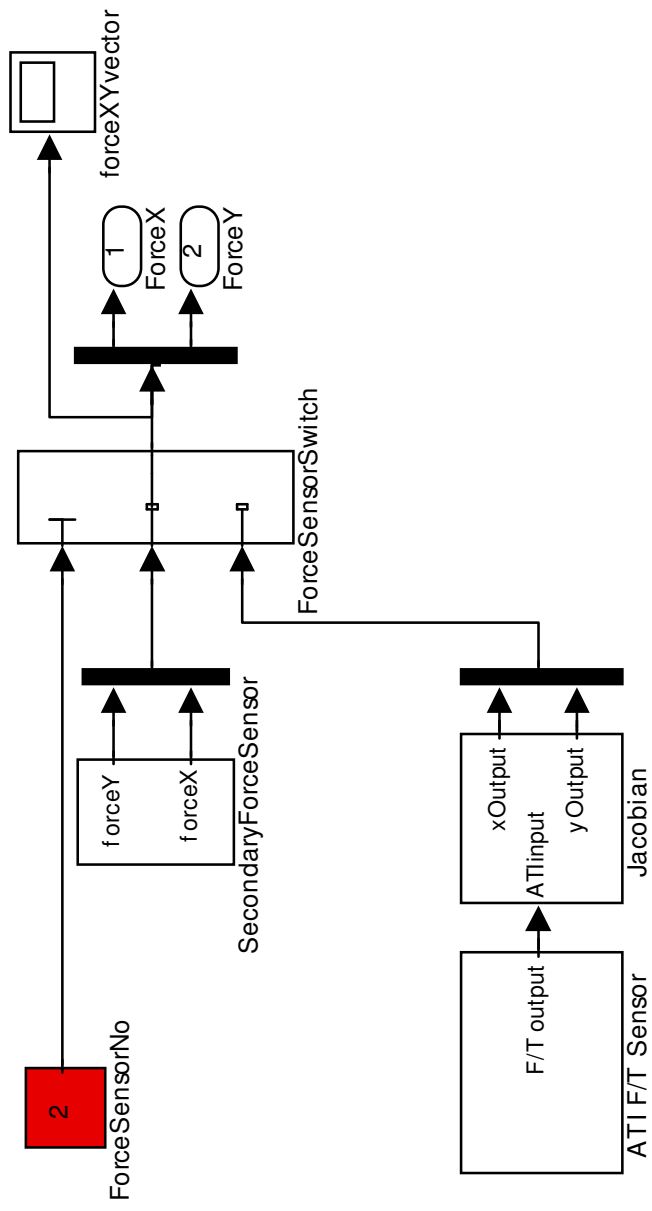 2
ForceSensorNo
forceY
forceX
SecondaryForceSensor
ForceSensorSwitch
1
ForceX
2
ForceY
forceXYvector
F/T output
ATI F/T Sensor
xOutput
ATIinput
yOutput
Jacobian